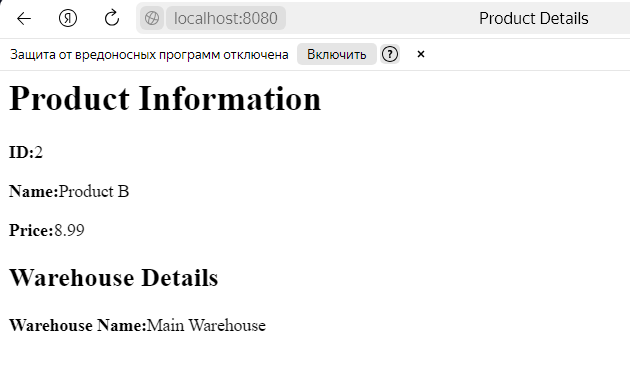 Я localhost:8080 Product Details
Защита от вредоносных программ отключена Включить ? ×
Product Information
ID:2
Name:Product B
Price:8.99
Warehouse Details
Warehouse Name:Main Warehouse